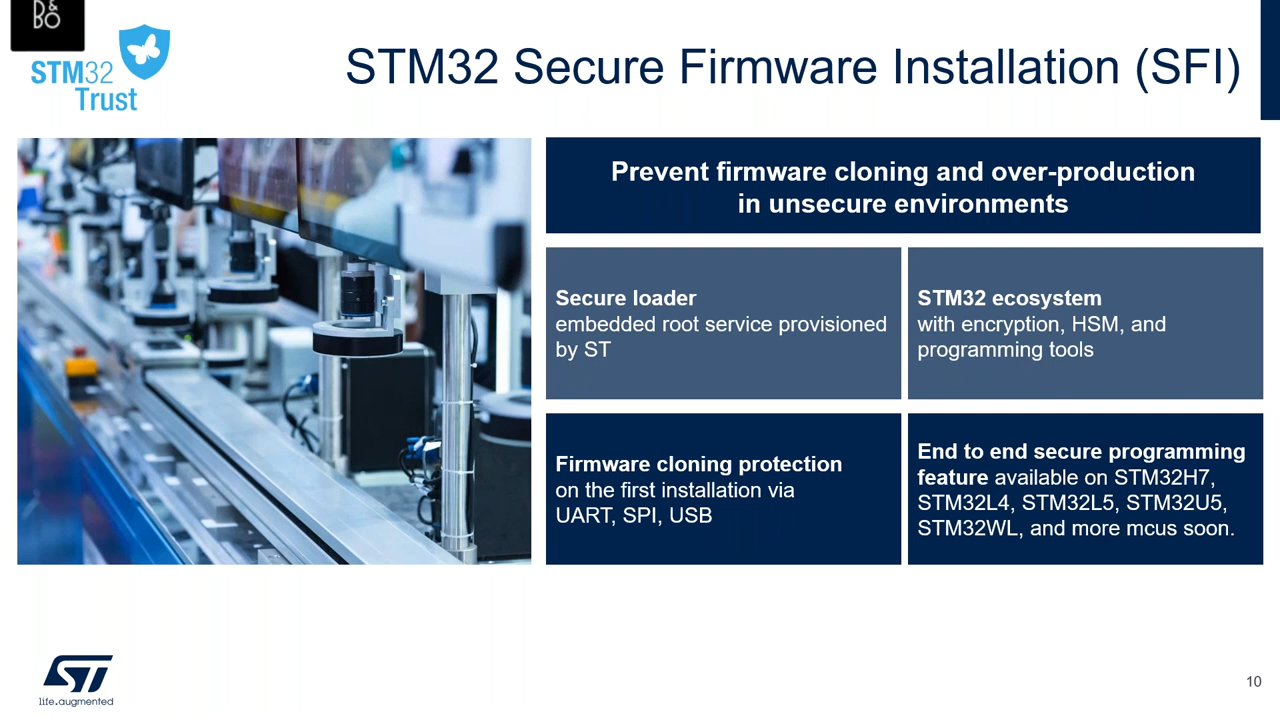 B&O
STM32
Trust
STM32 Secure Firmware Installation (SFI)
Prevent firmware cloning and over-production
in unsecure environments
Secure loader
embedded root service provisioned
by ST
STM32 ecosystem
with encryption, HSM, and
programming tools
Firmware cloning protection
on the first installation via
UART, SPI, USB
End to end secure programming
feature available on STM32H7,
STM32L4, STM32L5, STM32U5,
STM32WL, and more mcus soon.
ST
life.augmented
10